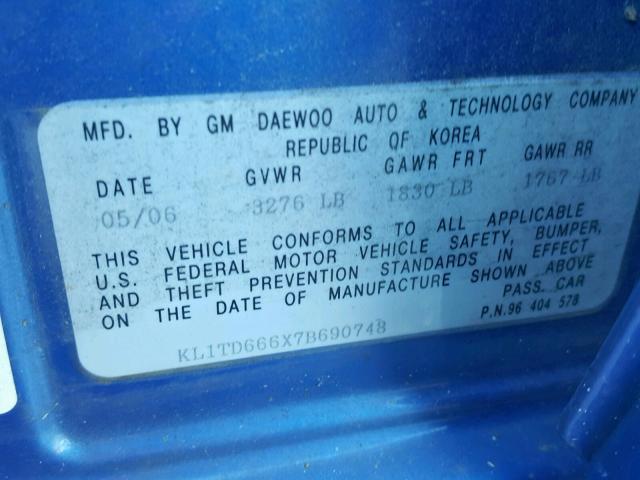 MFD. BY GM DAEWOO AUTO & TECHNOLOGY COMPANY
REPUBLIC OF KOREA
DATE GVWR GAWR FRT GAWR RR
05/06 3276 LB 1830 LB 1767 LB
THIS VEHICLE CONFORMS TO ALL APPLICABLE
U.S. FEDERAL MOTOR VEHICLE SAFETY, BUMPER,
AND THEFT PREVENTION STANDARDS IN EFFECT
ON THE DATE OF MANUFACTURE SHOWN ABOVE
PASS. CAR
KL1TD666X7B690748 P.N.96 404 578